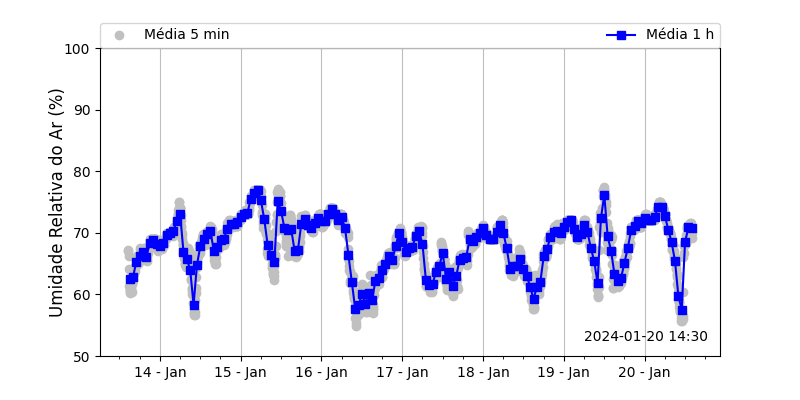 Média 5 min
Média 1 h
Umidade Relativa do Ar (%)
100
90
80
70
60
50
2024-01-20 14:30
14 - Jan
15 - Jan
16 - Jan
17 - Jan
18 - Jan
19 - Jan
20 - Jan